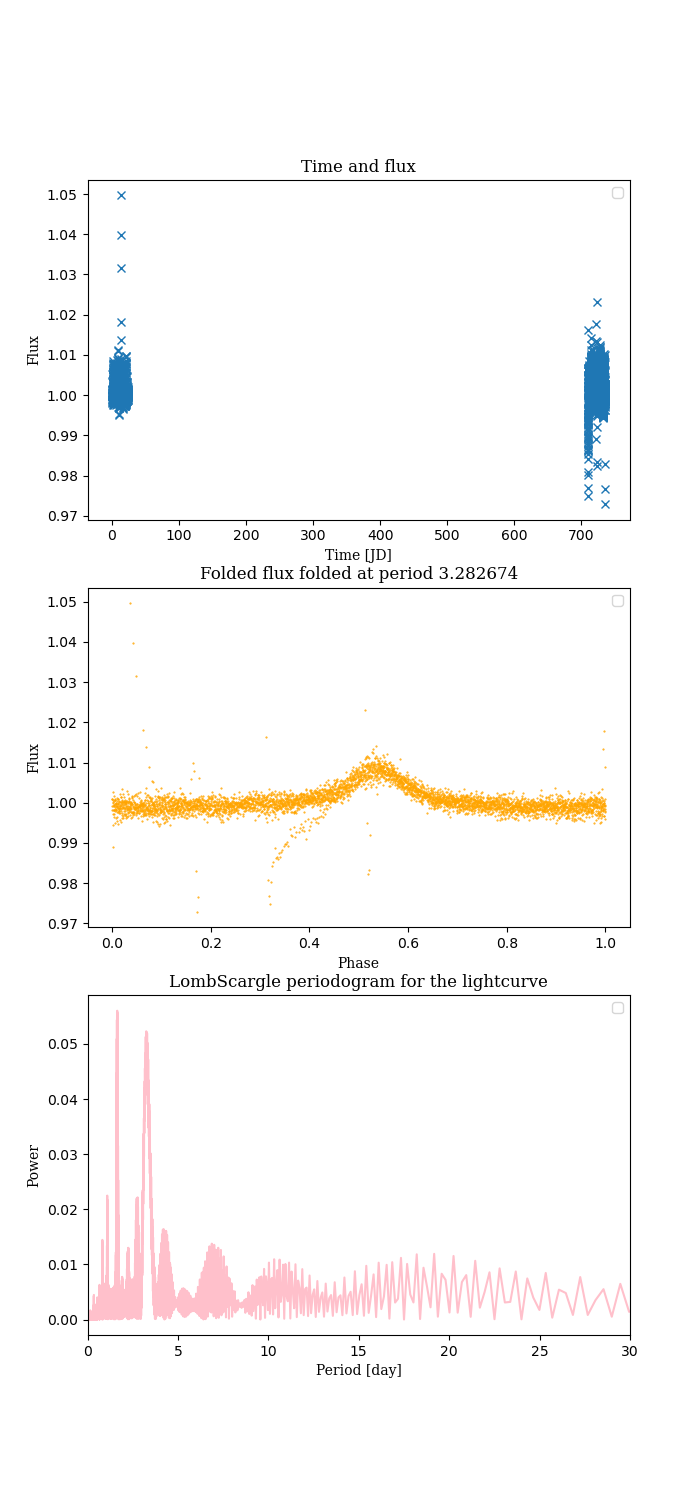 Time and flux
1.05
1.04
1.03
1.02
1.01
1.00
0.99
0.98
0.97
Flux
0 100 200 300 400 500 600 700
Time [JD]
Folded flux folded at period 3.282674
1.05
1.04
1.03
1.02
1.01
1.00
0.99
0.98
0.97
Flux
0.0 0.2 0.4 0.6 0.8 1.0
Phase
LombScargle periodogram for the lightcurve
0.05
0.04
0.03
0.02
0.01
0.00
Power
0 5 10 15 20 25 30
Period [day]